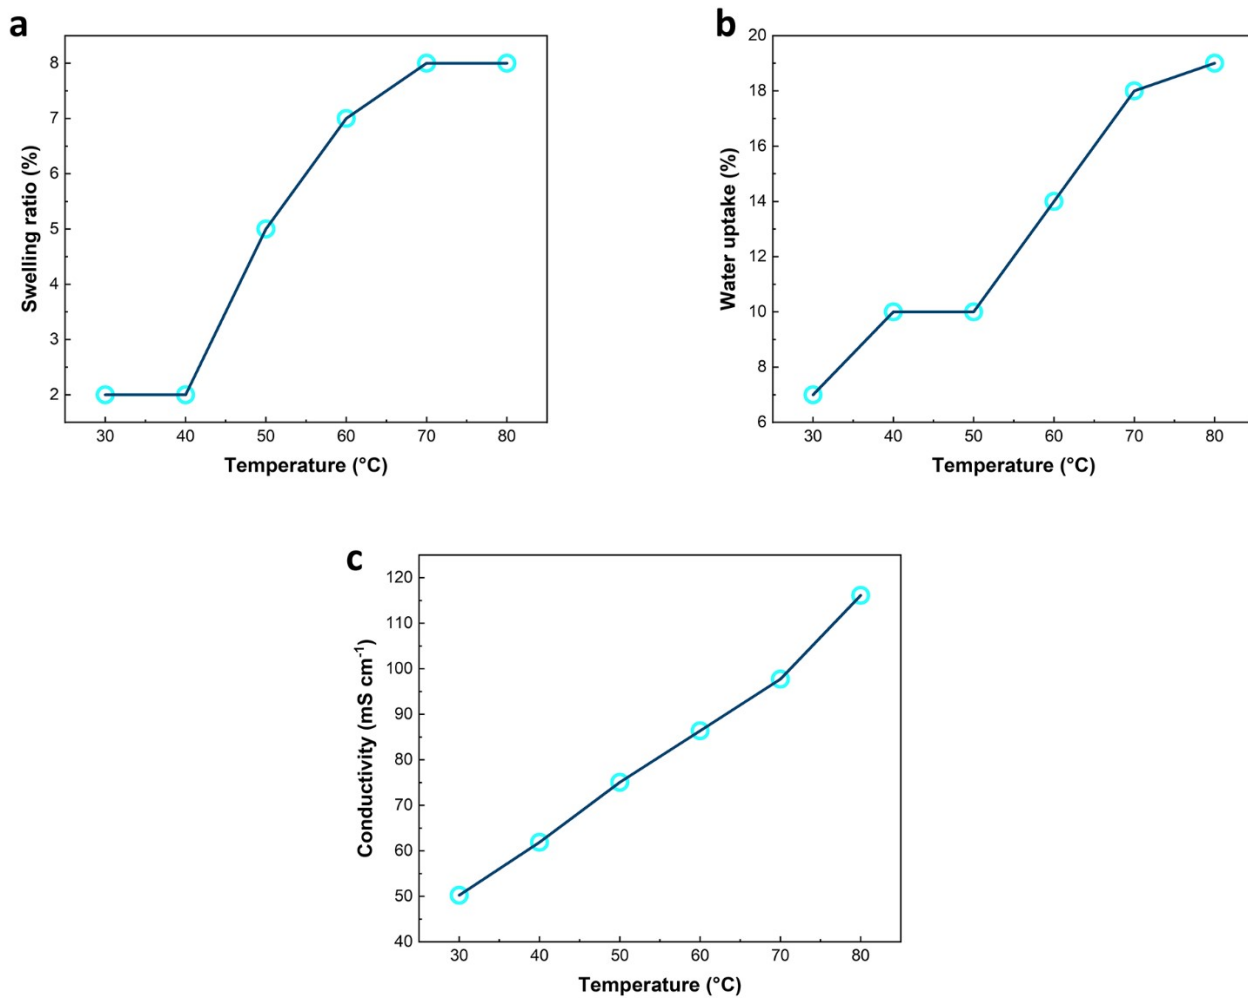 a
8
7
6
5
4
3
2
30 40 50 60 70 80
Swelling ratio (%)
Temperature (°C)
b
20
18
16
14
12
10
8
6
30 40 50 60 70 80
Water uptake (%)
Temperature (°C)
c
120
110
100
90
80
70
60
50
40
30 40 50 60 70 80
Conductivity (mS cm⁻¹)
Temperature (°C)